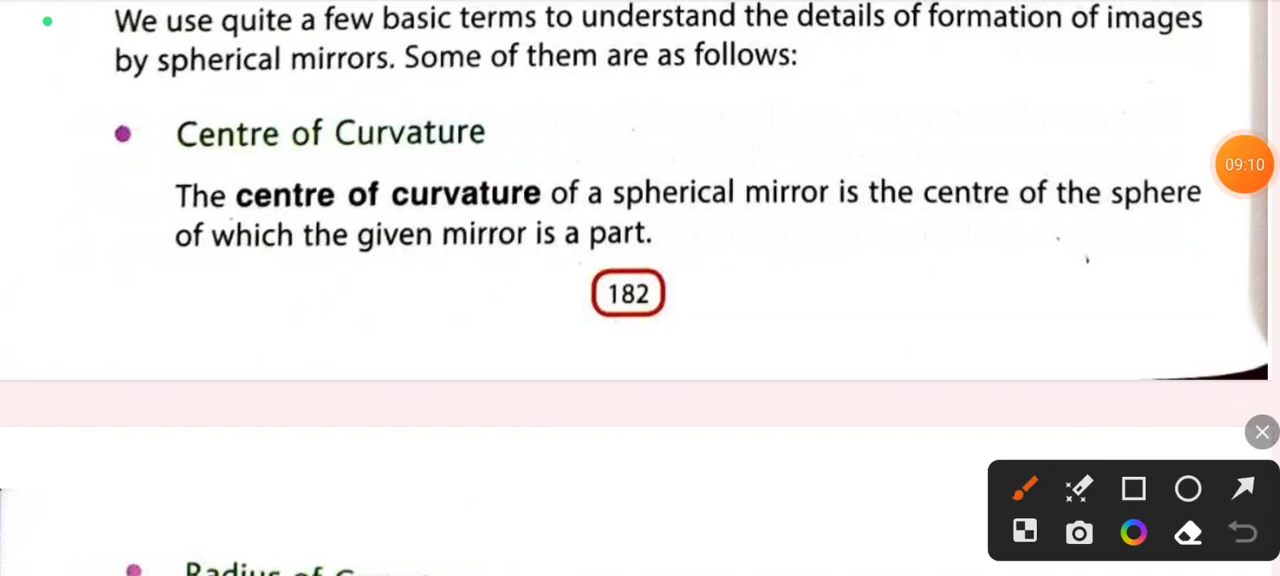 We use quite a few basic terms to understand the details of formation of images
by spherical mirrors. Some of them are as follows:
Centre of Curvature
09:10
The centre of curvature of a spherical mirror is the centre of the sphere
of which the given mirror is a part.
182
Radius of